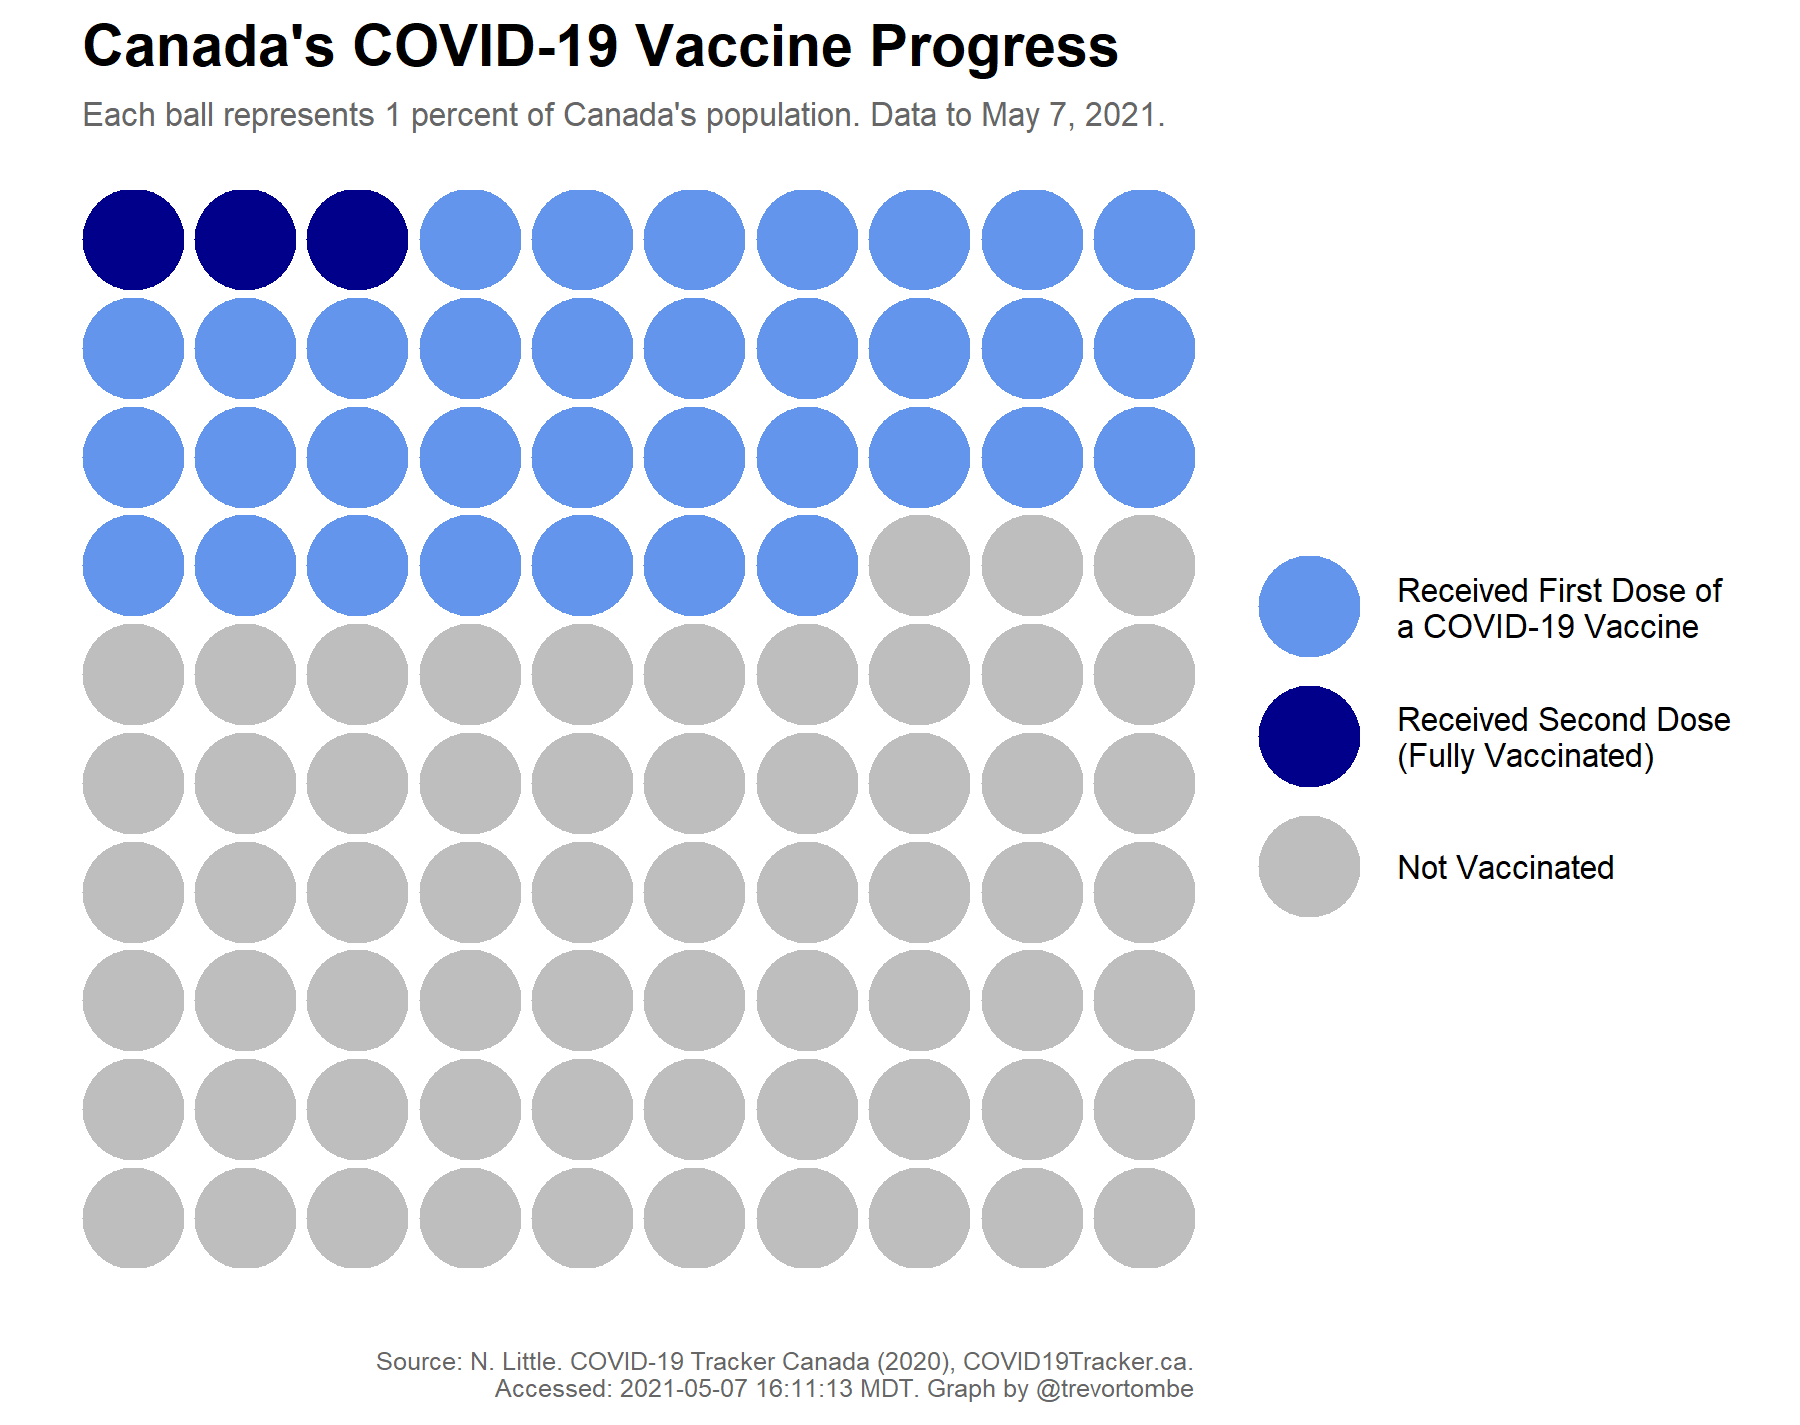 Canada's COVID-19 Vaccine Progress
Each ball represents 1 percent of Canada's population. Data to May 7, 2021.
Received First Dose of
a COVID-19 Vaccine
Received Second Dose
(Fully Vaccinated)
Not Vaccinated
Source: N. Little. COVID-19 Tracker Canada (2020), COVID19Tracker.ca.
Accessed: 2021-05-07 16:11:13 MDT. Graph by @trevortombe